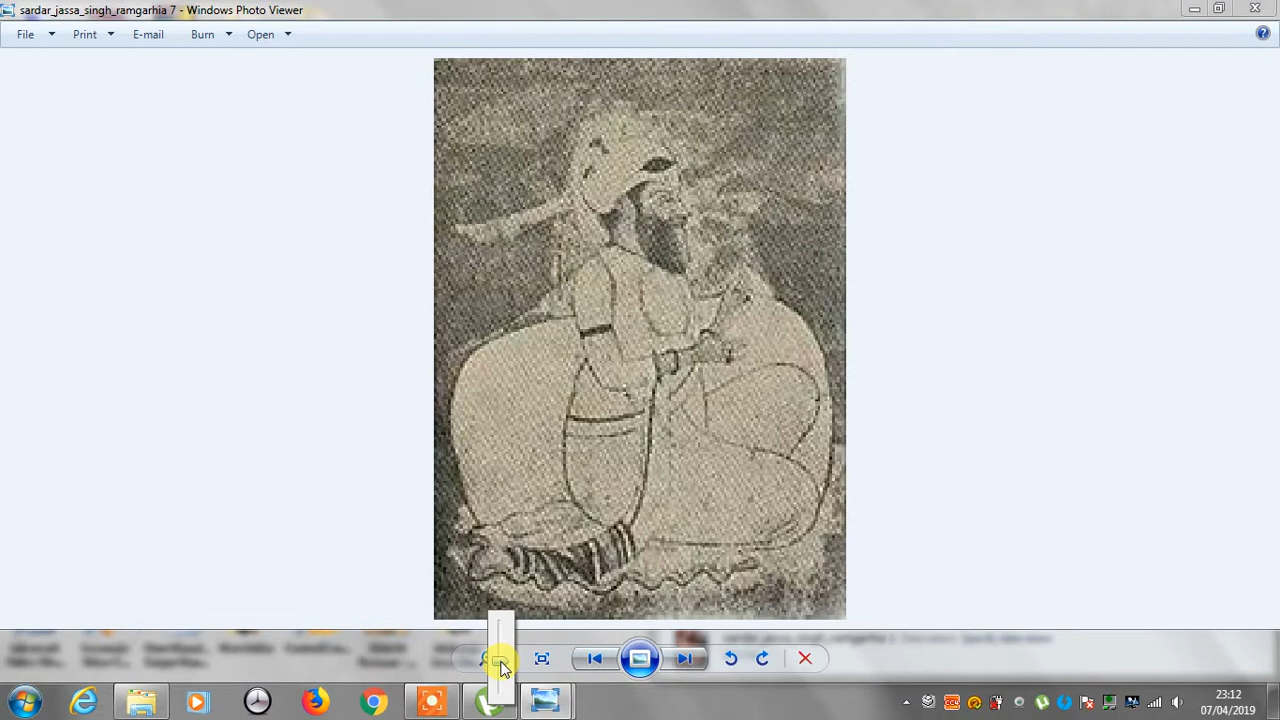 sardar_jassa_singh_ramgarhia 7 - Windows Photo Viewer
File Print E-mail Burn Open
23:12
07/04/2019